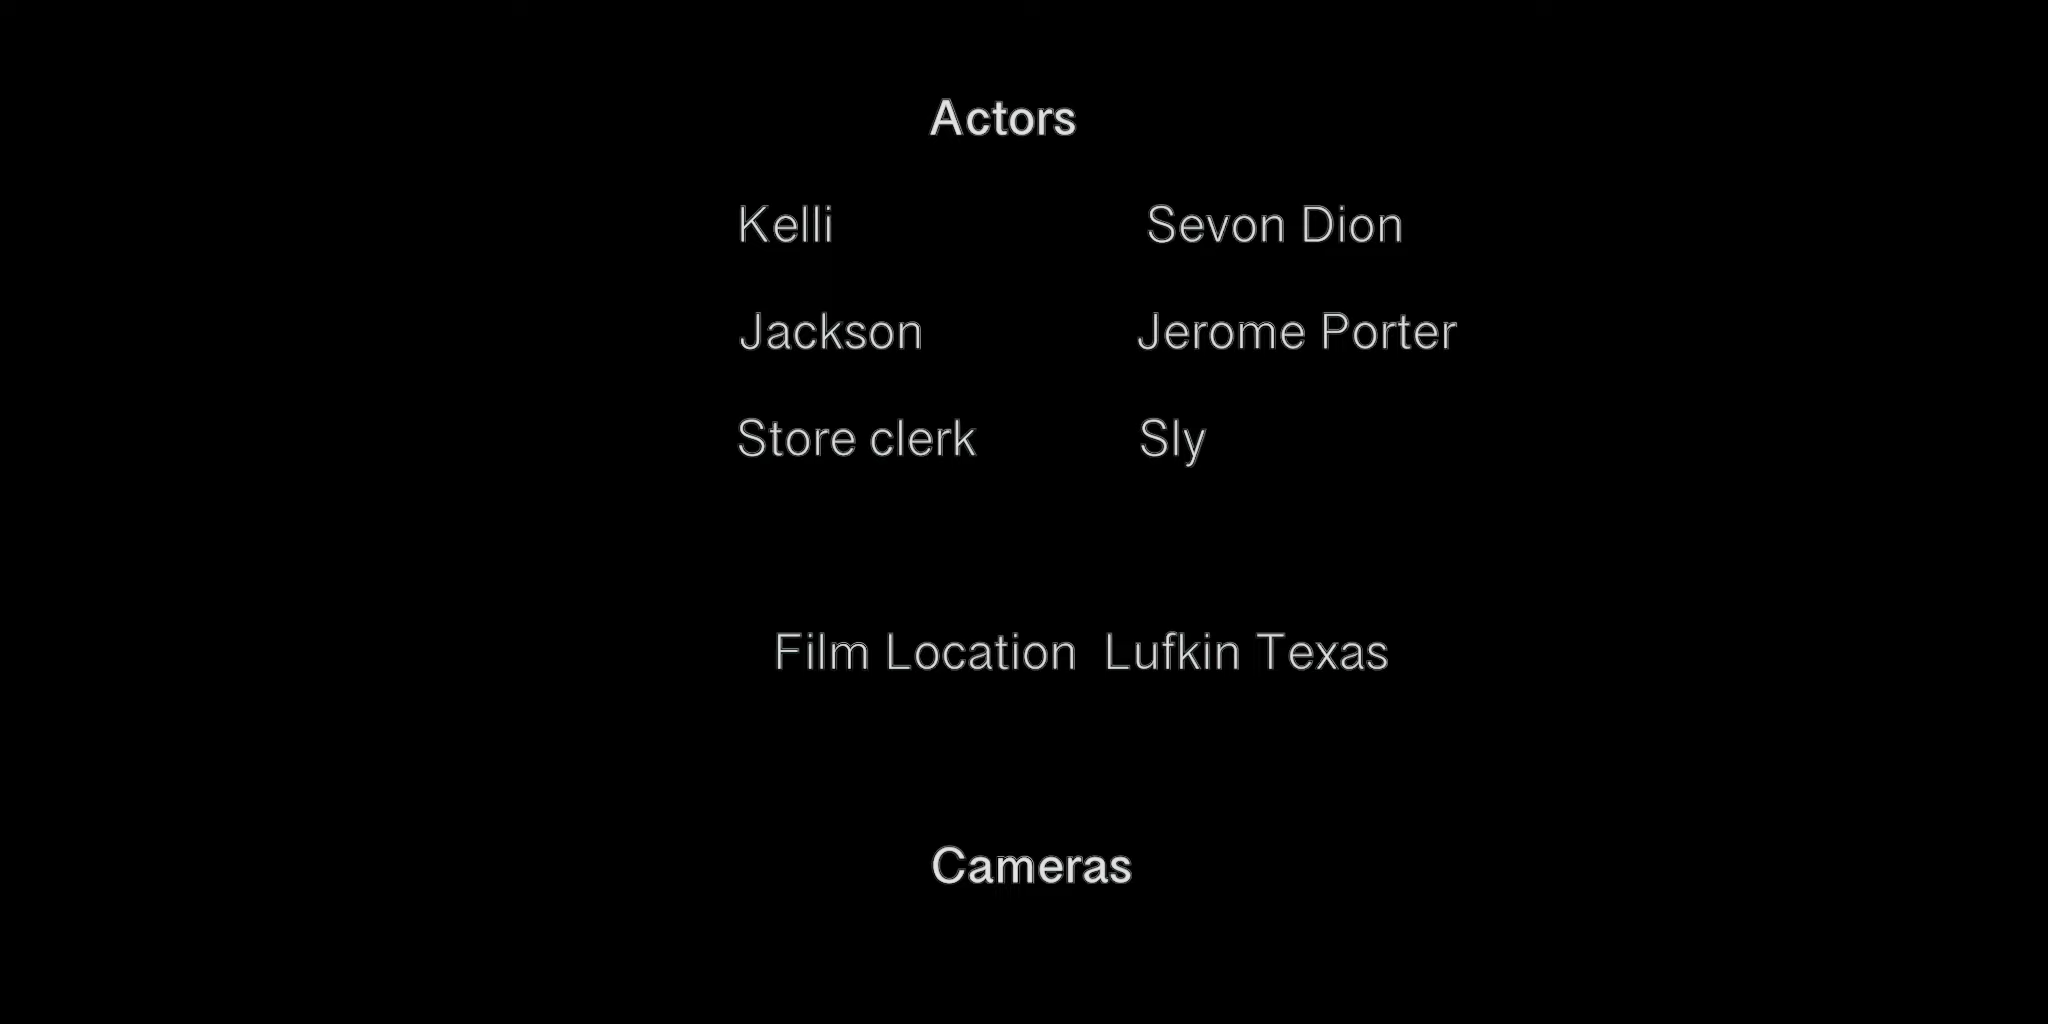 Actors
Kelli Sevon Dion
Jackson Jerome Porter
Store clerk Sly
Film Location Lufkin Texas
Cameras